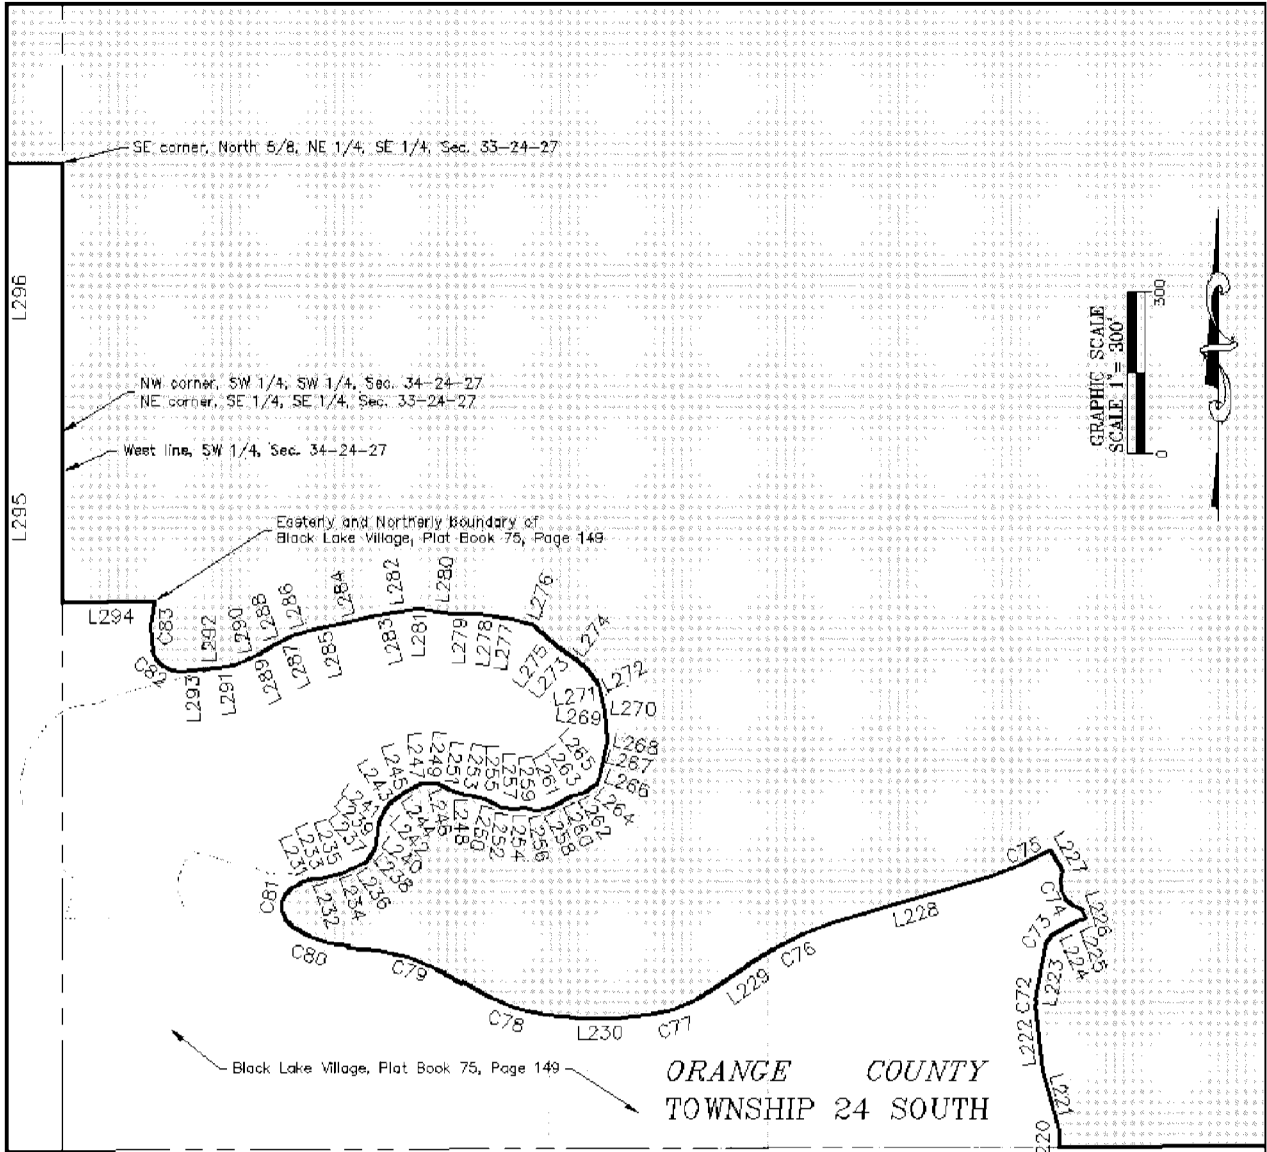 SE corner, North 5/8, NE 1/4, SE 1/4, Sec. 33-24-27
L296
GRAPHIC SCALE
SCALE 1" = 300'
0
300
NW corner, SW 1/4, SW 1/4, Sec. 34-24-27
NE corner, SE 1/4, SE 1/4, Sec. 33-24-27
West line, SW 1/4, Sec. 34-24-27
L295
Easterly and Northerly boundary of
Black Lake Village, Plat Book 75, Page 149
L294
C83
C82
L293
L292
L291
L290
L289
L288
L287
L286
L285
L284
L283
L282
L281
L280
L279
L278
L277
L276
L275
L274
L273
L272
L271
L270
L269
L268
L267
L266
L265
L264
L263
L262
L261
L260
L259
L258
L257
L256
L255
L254
L253
L252
L251
L250
L249
L248
L247
L246
L245
L244
L243
L242
L241
L240
L239
L238
L237
L236
L235
L234
L233
L232
L231
C81
C80
C79
C78
L230
C77
L229
C76
L228
C75
L227
C74
L226
L225
C73
L224
L223
C72
L222
L221
L220
Black Lake Village, Plat Book 75, Page 149
ORANGE COUNTY
TOWNSHIP 24 SOUTH